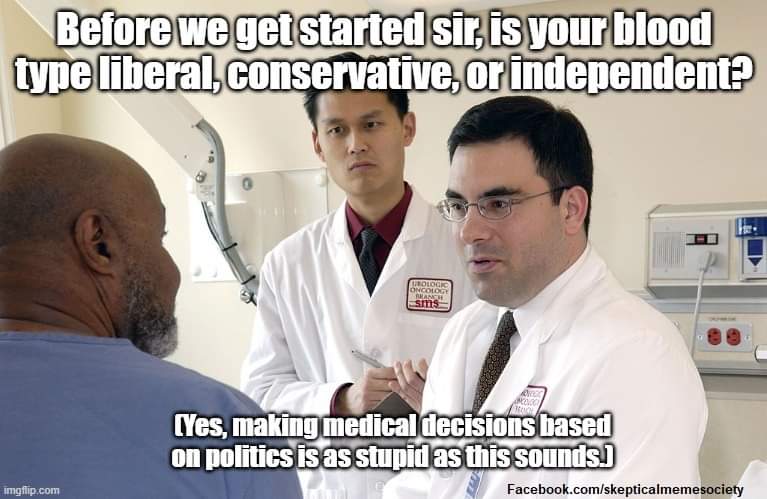 Before we get started sir, is your blood
type liberal, conservative, or independent?
UROLOGIC
ONCOLOGY
BRANCH
sms
(Yes, making medical decisions based
on politics is as stupid as this sounds.)
imgflip.com
Facebook.com/skepticalmemesociety